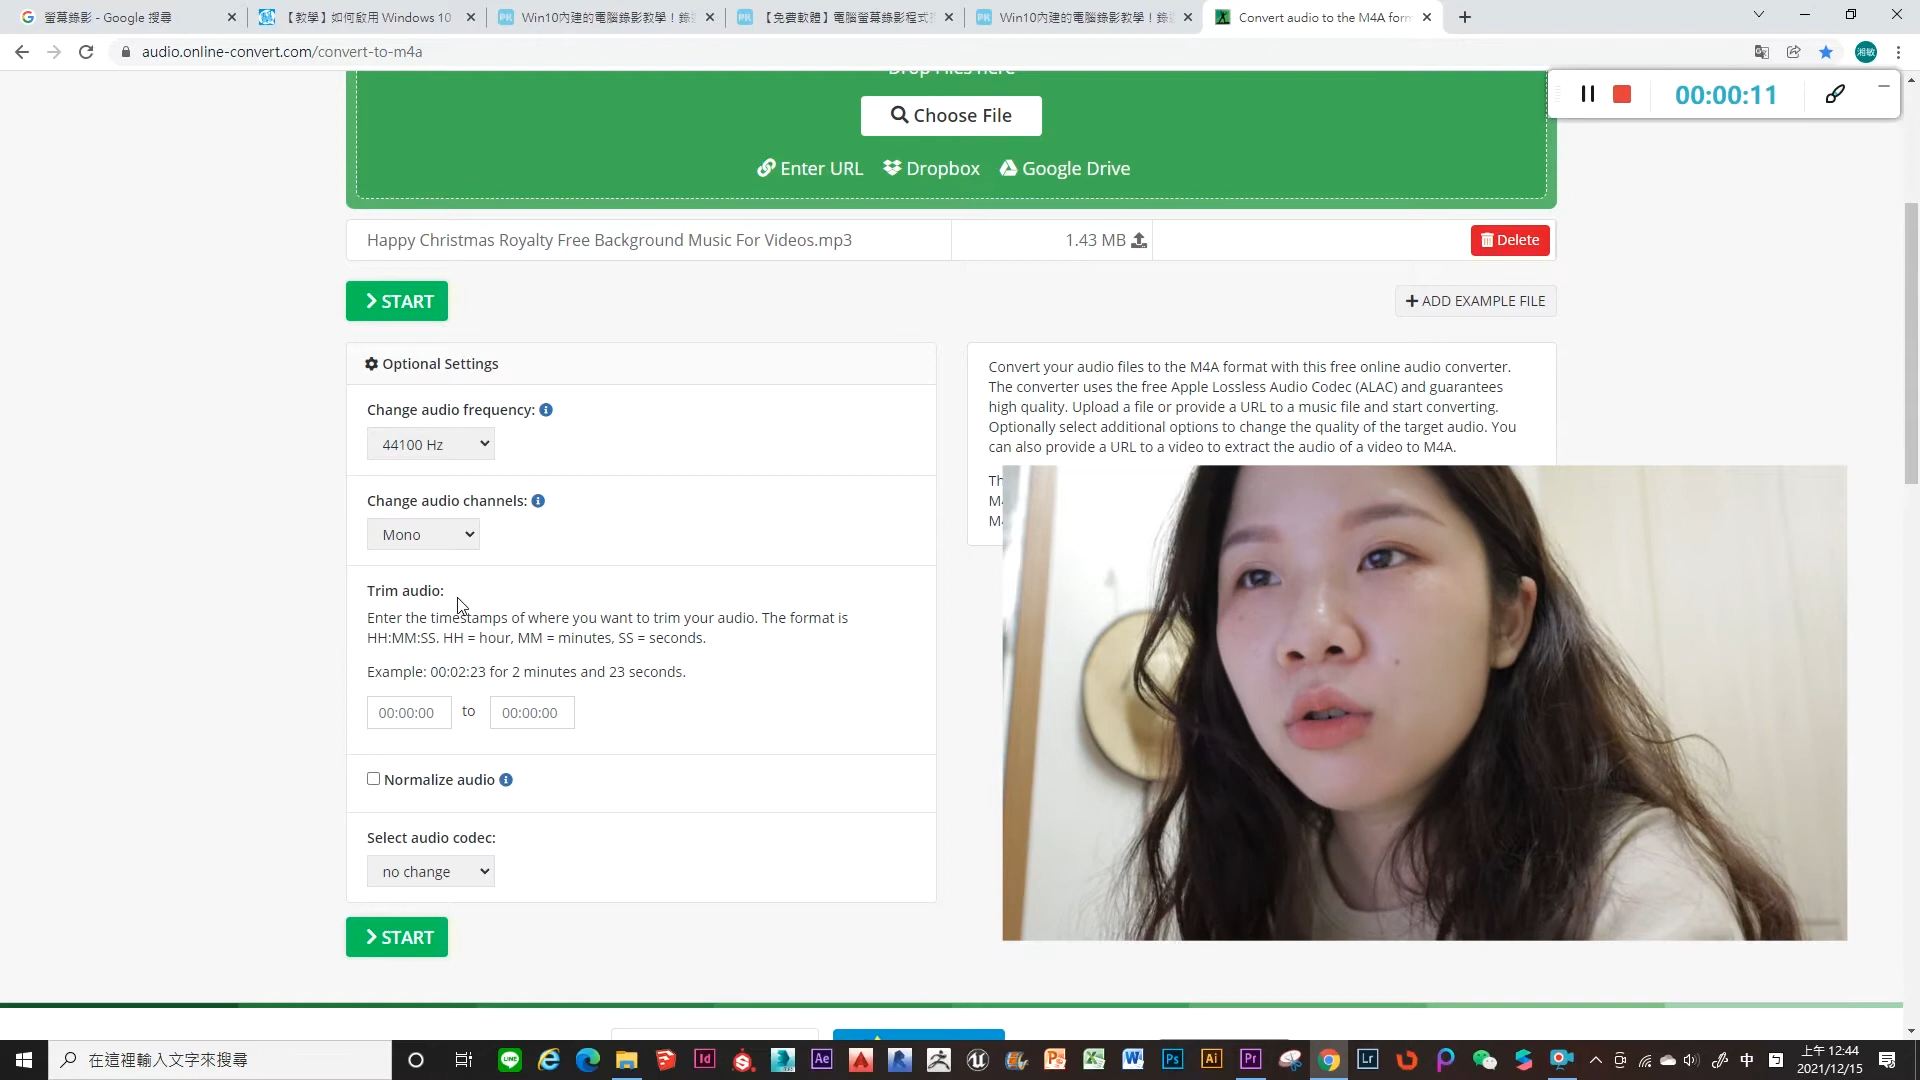 螢幕錄影 - Google 搜尋
【教學】如何啟用 Windows 10
Win10內建的電腦錄影教學！錄
【免費軟體】電腦螢幕錄影程式
Win10內建的電腦錄影教學！錄
Convert audio to the M4A form
audio.online-convert.com/convert-to-m4a
湘敏
Drop Files here
00:00:11
Choose File
Enter URL
Dropbox
Google Drive
Happy Christmas Royalty Free Background Music For Videos.mp3
1.43 MB
Delete
START
ADD EXAMPLE FILE
Optional Settings
Change audio frequency:
44100 Hz
Change audio channels:
Mono
Trim audio:
Enter the timestamps of where you want to trim your audio. The format is
HH:MM:SS. HH = hour, MM = minutes, SS = seconds.
Example: 00:02:23 for 2 minutes and 23 seconds.
00:00:00 to 00:00:00
Normalize audio
Select audio codec:
no change
START
Convert your audio files to the M4A format with this free online audio converter.
The converter uses the free Apple Lossless Audio Codec (ALAC) and guarantees
high quality. Upload a file or provide a URL to a music file and start converting.
Optionally select additional options to change the quality of the target audio. You
can also provide a URL to a video to extract the audio of a video to M4A.
Th
M4
M4
在這裡輸入文字來搜尋
中
上午 12:44
2021/12/15